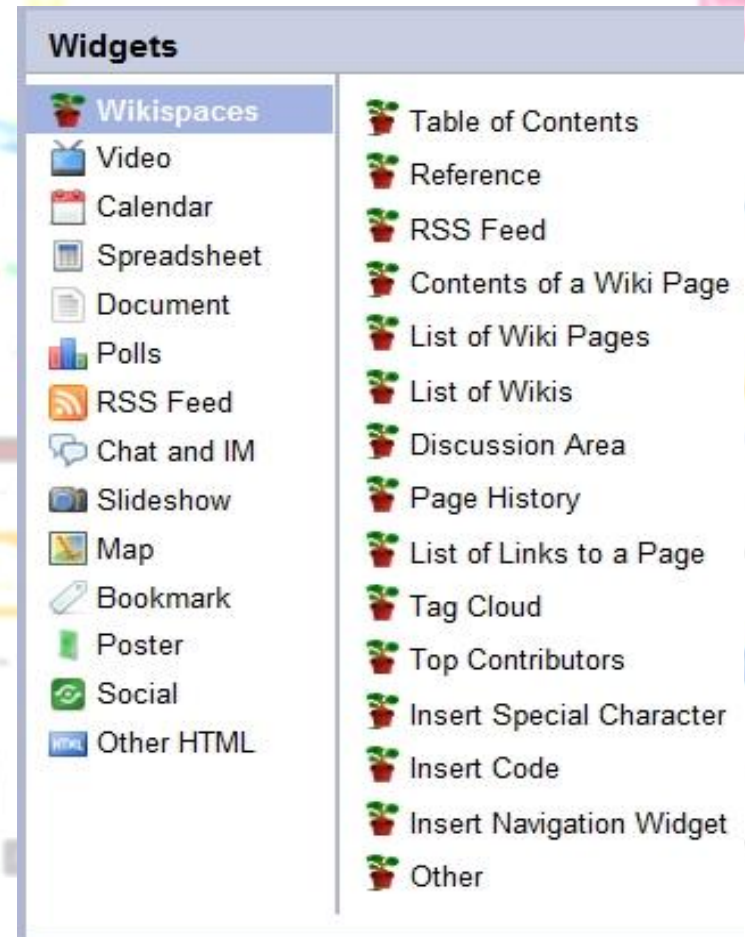 Widgets
Wikispaces
Video
Calendar
Spreadsheet
Document
Polls
RSS Feed
Chat and IM
Slideshow
Map
Bookmark
Poster
Social
HTML Other HTML
Table of Contents
Reference
RSS Feed
Contents of a Wiki Page
List of Wiki Pages
List of Wikis
Discussion Area
Page History
List of Links to a Page
Tag Cloud
Top Contributors
Insert Special Character
Insert Code
Insert Navigation Widget
Other